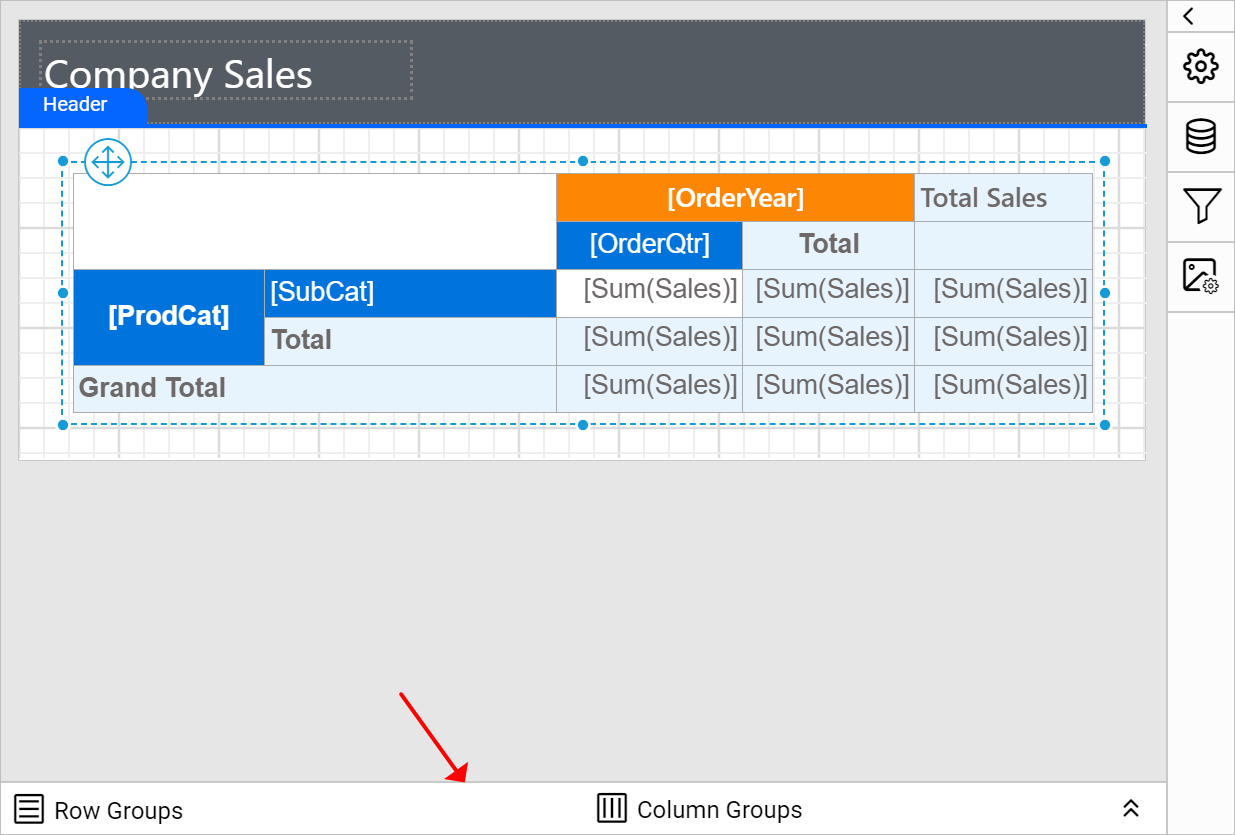 Company Sales
Header
[OrderYear] Total Sales
[OrderQtr] Total
[ProdCat] [SubCat] [Sum(Sales)] [Sum(Sales)] [Sum(Sales)]
Total [Sum(Sales)] [Sum(Sales)] [Sum(Sales)]
Grand Total [Sum(Sales)] [Sum(Sales)] [Sum(Sales)]
Row Groups Column Groups